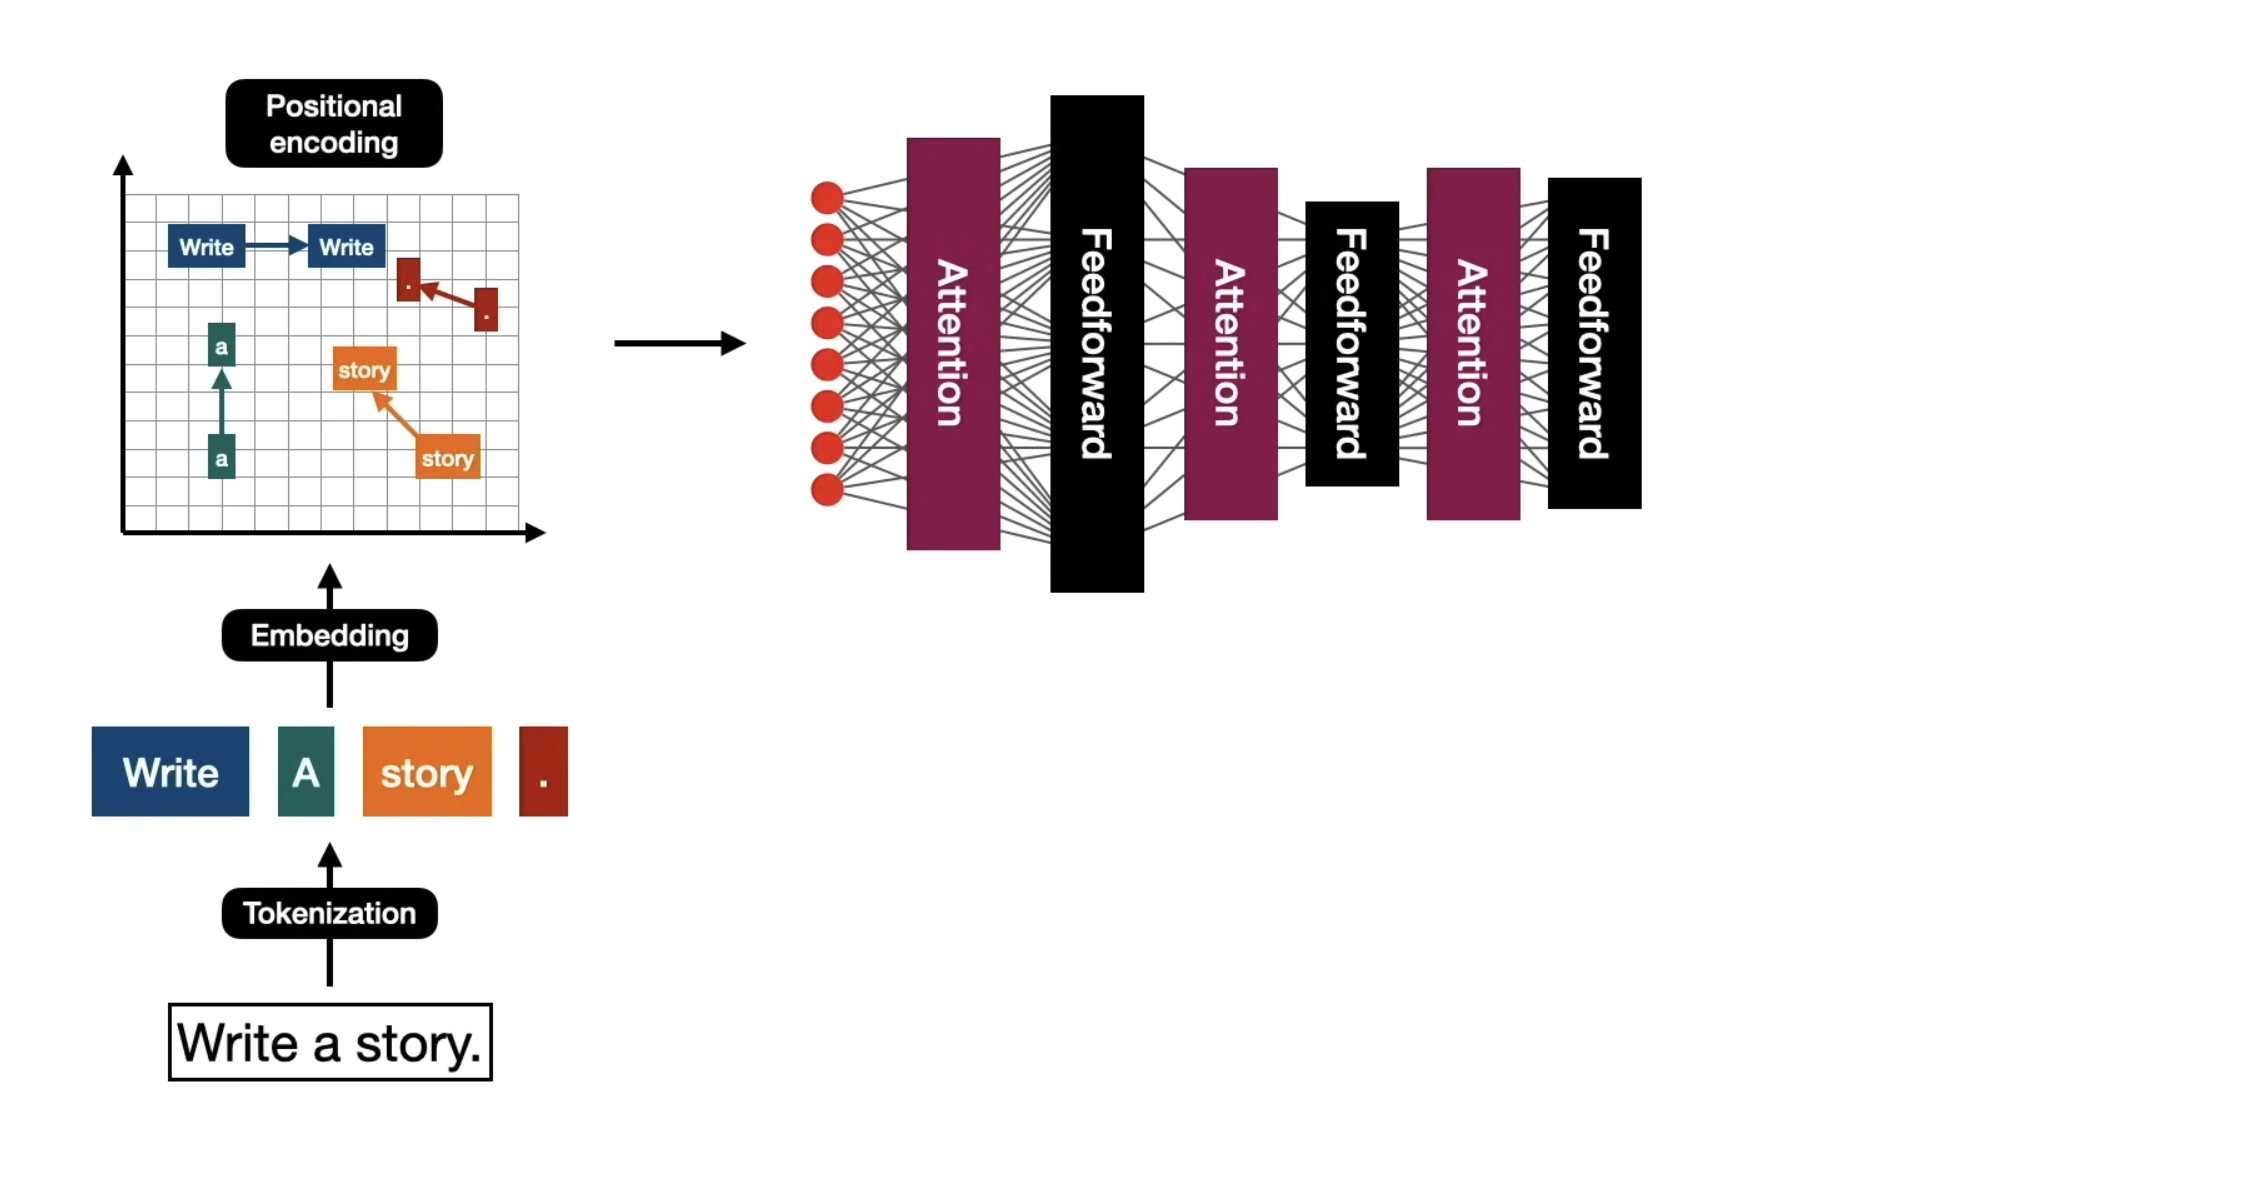 Positional
encoding
Write
Write
.
.
a
story
a
story
Embedding
Write
A
story
.
Tokenization
Write a story.
Attention
Feedforward
Attention
Feedforward
Attention
Feedforward